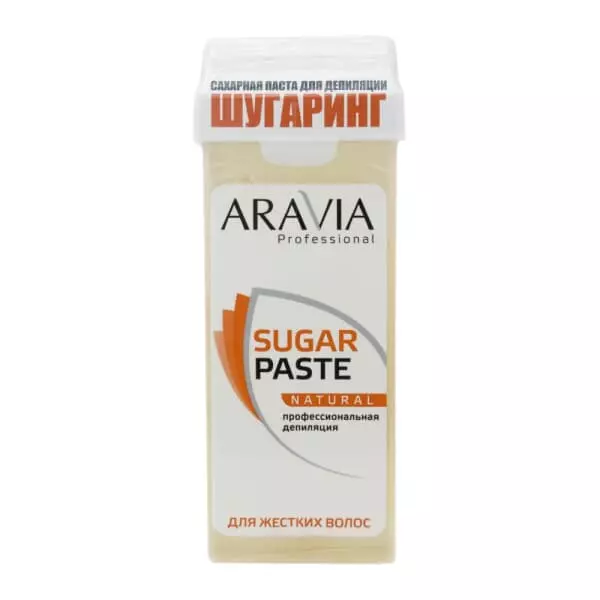 САХАРНАЯ ПАСТА ДЛЯ ДЕПИЛЯЦИИ
ШУГАРИНГ
ARAVIA
Professional
SUGAR
PASTE
NATURAL
профессиональная
депиляция
ДЛЯ ЖЕСТКИХ ВОЛОС